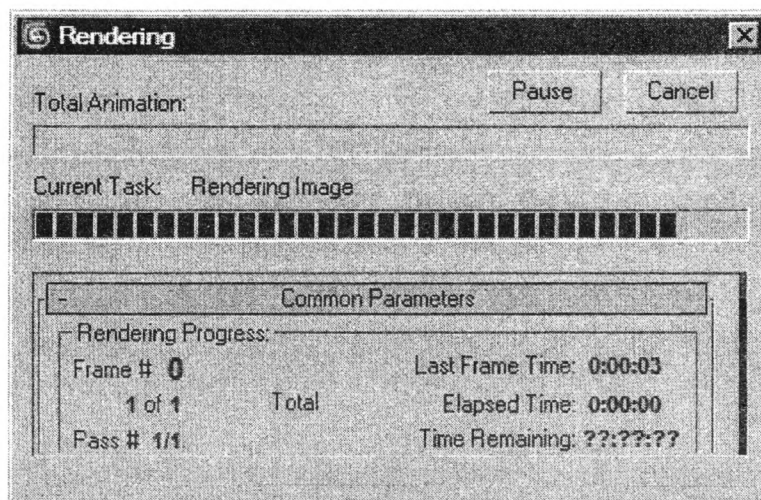 Rendering
Pause Cancel
Total Animation:
Current Task: Rendering Image
- Common Parameters
Rendering Progress:
Frame # 0 Last Frame Time: 0:00:03
1 of 1 Total Elapsed Time: 0:00:00
Pass # 1/1 Time Remaining: ??:??:??